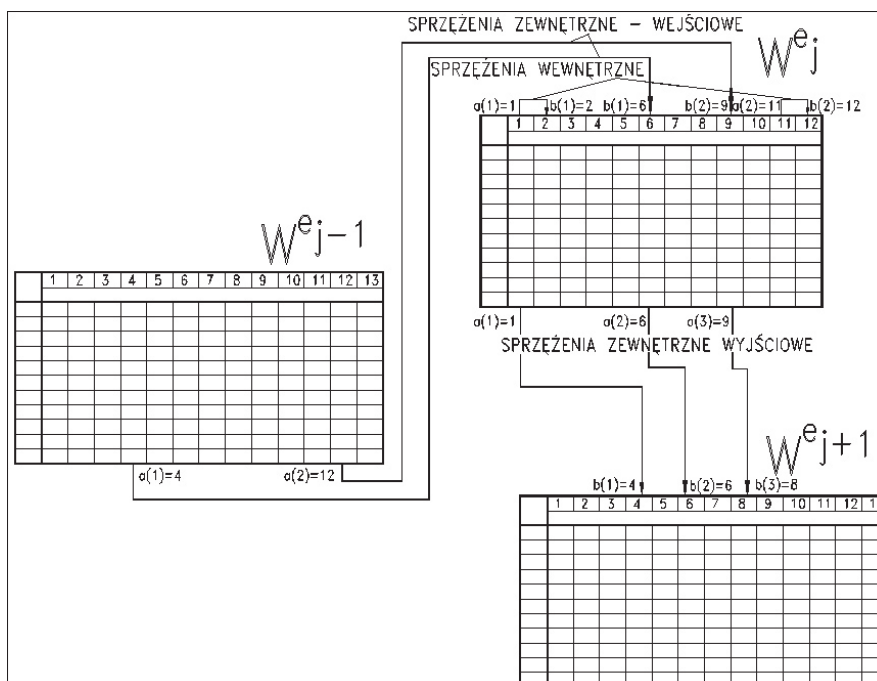 SPRZĘŻENIA ZEWNĘTRZNE – WEJŚCIOWE
W^e j
SPRZĘŻENIA WEWNĘTRZNE
a(1)=1 b(1)=2 b(1)=6 b(2)=9 a(2)=11 b(2)=12
1 2 3 4 5 6 7 8 9 10 11 12
W^e j-1
1 2 3 4 5 6 7 8 9 10 11 12 13
a(1)=1 a(2)=6 a(3)=9
SPRZĘŻENIA ZEWNĘTRZNE WYJŚCIOWE
a(1)=4 a(2)=12
W^e j+1
b(1)=4 b(2)=6 b(3)=8
1 2 3 4 5 6 7 8 9 10 11 12 1